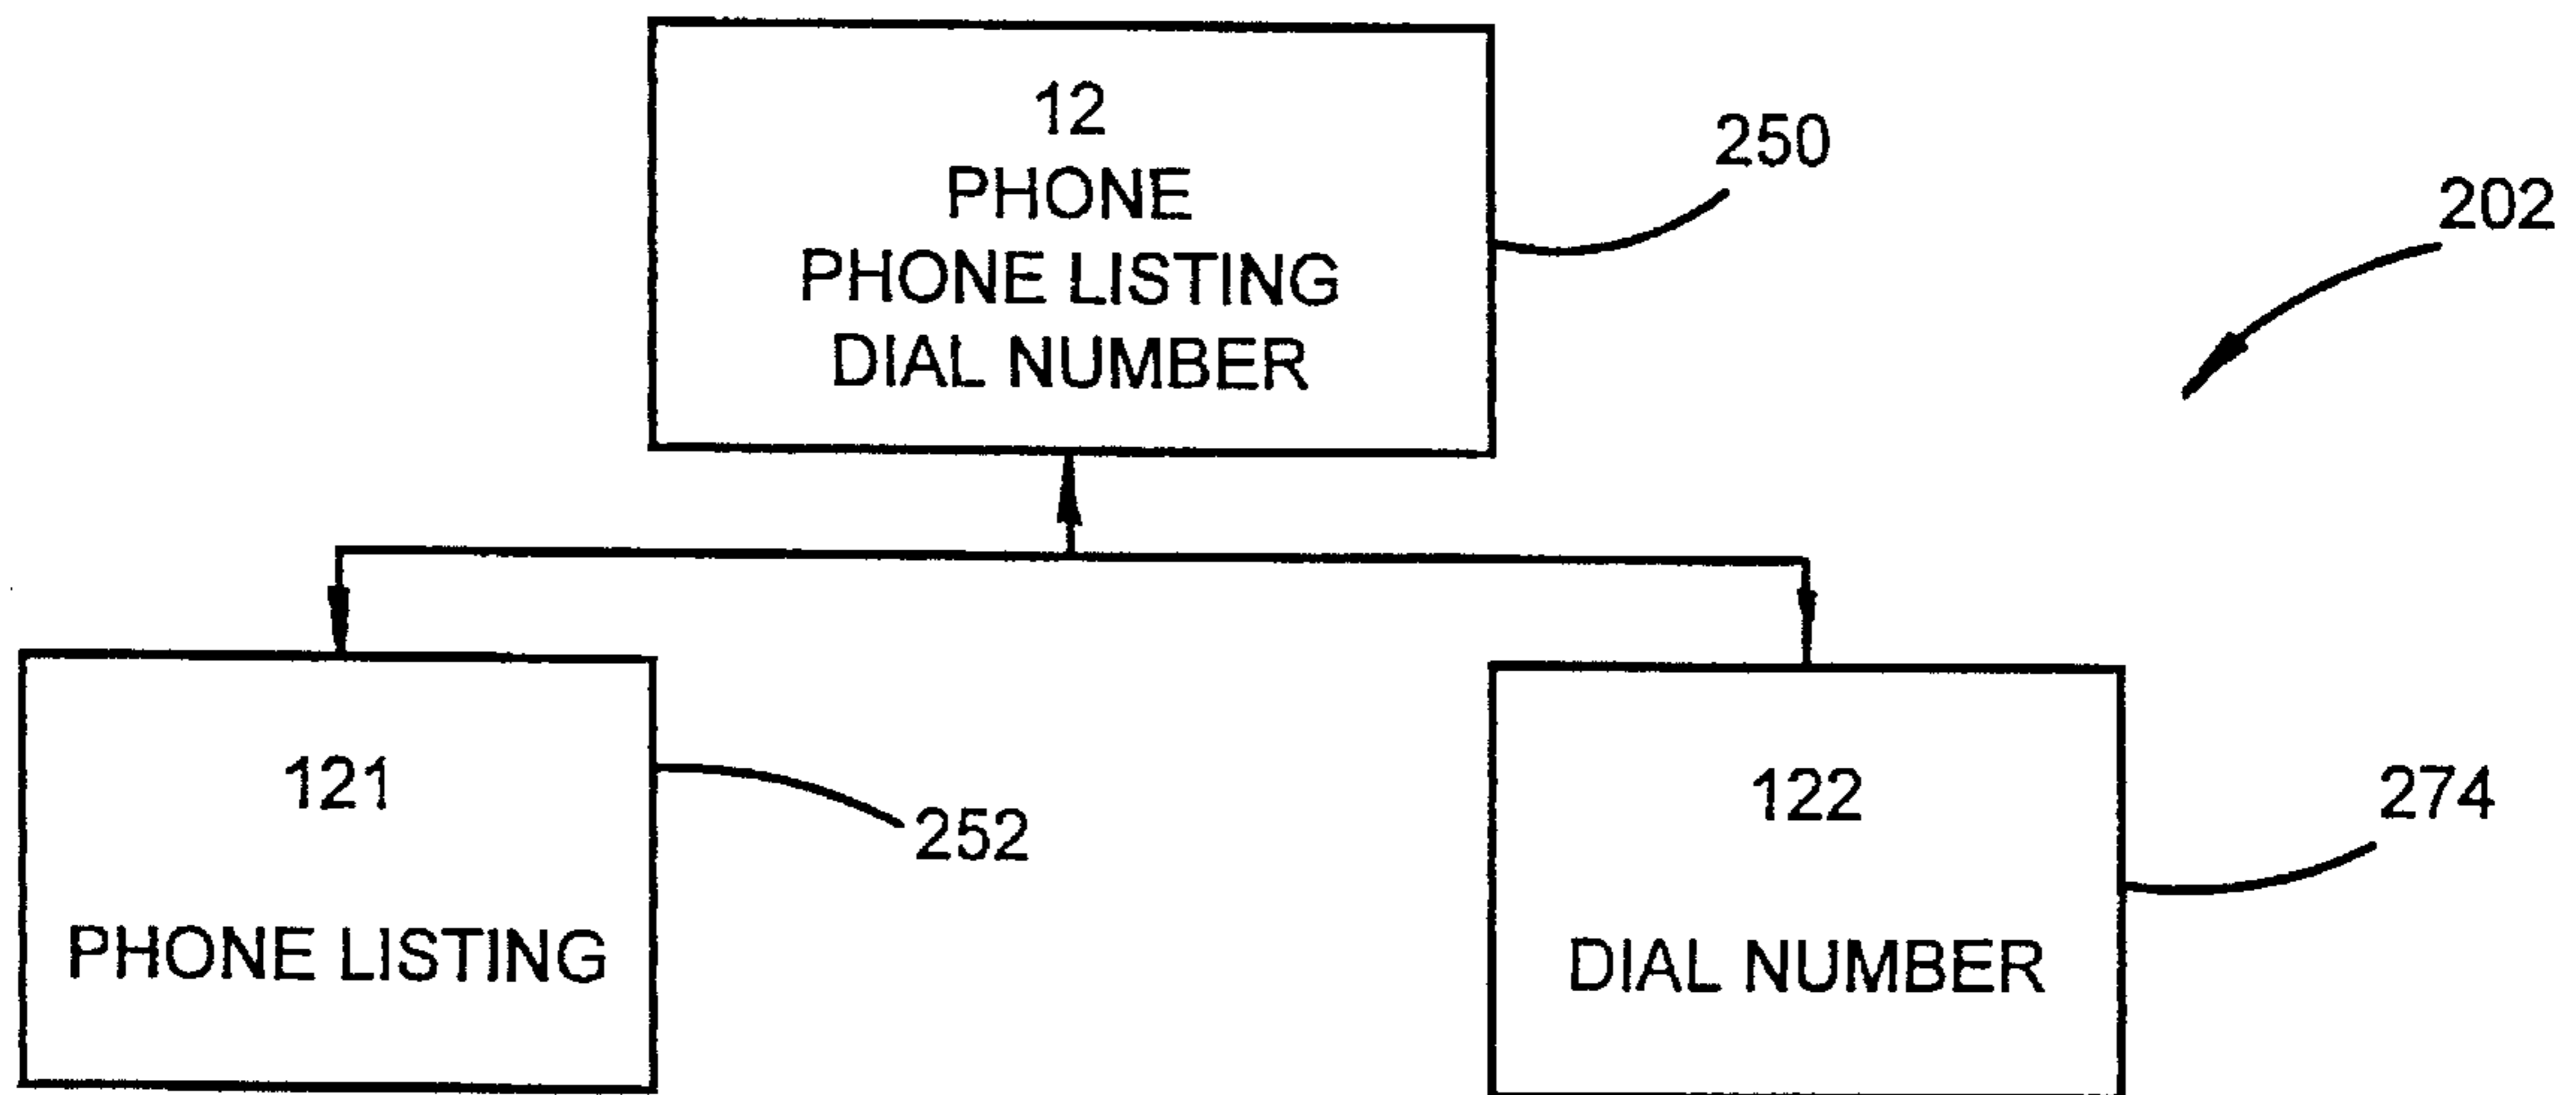 12
PHONE
PHONE LISTING
DIAL NUMBER
250
202
121
PHONE LISTING
252
122
DIAL NUMBER
274